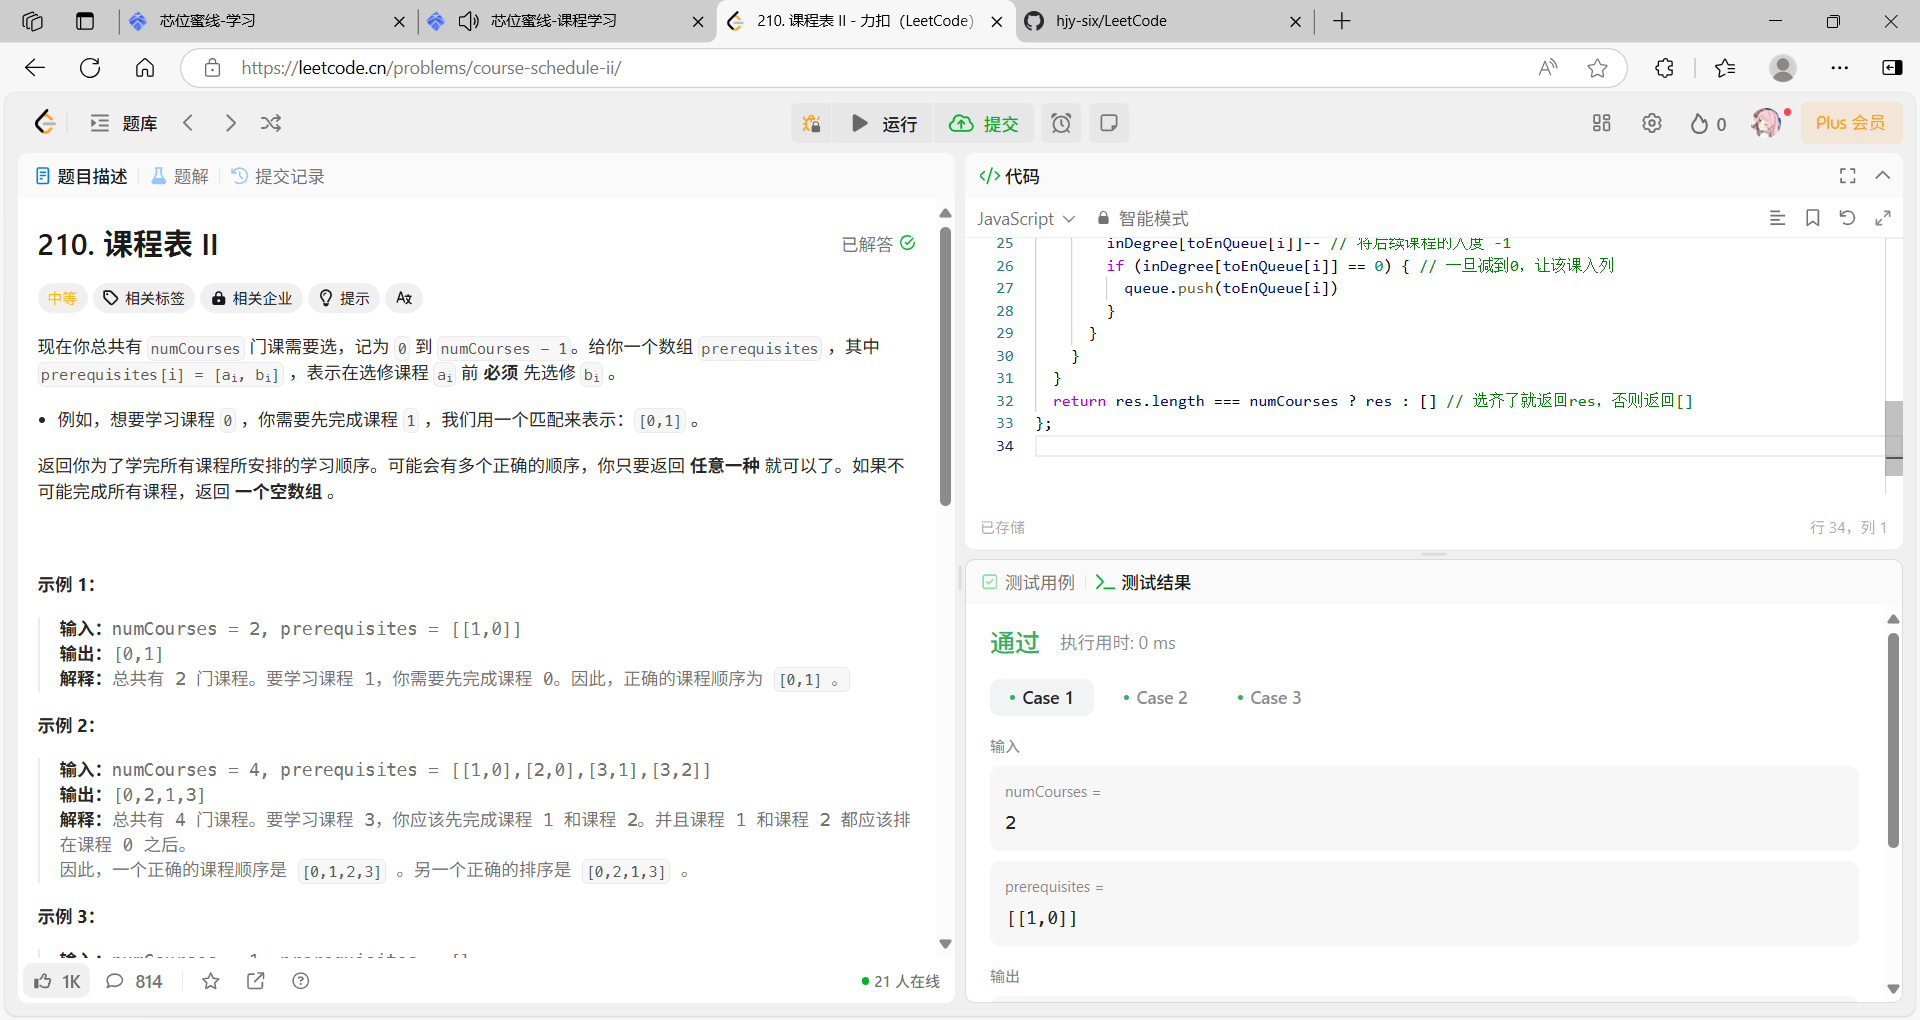 芯位蜜线-学习
芯位蜜线-课程学习
210. 课程表 II - 力扣（LeetCode）
hjy-six/LeetCode
https://leetcode.cn/problems/course-schedule-ii/
题库
运行
提交
0
Plus 会员
题目描述
题解
提交记录
210. 课程表 II
已解答
中等
相关标签
相关企业
提示
现在你总共有 numCourses 门课需要选，记为 0 到 numCourses - 1。给你一个数组 prerequisites ，其中
prerequisites[i] = [ai, bi] ，表示在选修课程 ai 前 必须 先选修 bi 。
• 例如，想要学习课程 0 ，你需要先完成课程 1 ，我们用一个匹配来表示：[0,1] 。
返回你为了学完所有课程所安排的学习顺序。可能会有多个正确的顺序，你只要返回 任意一种 就可以了。如果不
可能完成所有课程，返回 一个空数组 。
示例 1：
输入：numCourses = 2, prerequisites = [[1,0]]
输出：[0,1]
解释：总共有 2 门课程。要学习课程 1，你需要先完成课程 0。因此，正确的课程顺序为 [0,1] 。
示例 2：
输入：numCourses = 4, prerequisites = [[1,0],[2,0],[3,1],[3,2]]
输出：[0,2,1,3]
解释：总共有 4 门课程。要学习课程 3，你应该先完成课程 1 和课程 2。并且课程 1 和课程 2 都应该排
在课程 0 之后。
因此，一个正确的课程顺序是 [0,1,2,3] 。另一个正确的排序是 [0,2,1,3] 。
示例 3：
输入：numCourses = 1, prerequisites = []
1K
814
21 人在线
</> 代码
JavaScript
智能模式
25 inDegree[toEnQueue[i]]-- // 将后续课程的入度 -1
26 if (inDegree[toEnQueue[i]] == 0) { // 一旦减到0，让该课入列
27 queue.push(toEnQueue[i])
28 }
29 }
30 }
31 }
32 return res.length === numCourses ? res : [] // 选齐了就返回res，否则返回[]
33 };
34
已存储
行 34，列 1
测试用例
测试结果
通过
执行用时: 0 ms
• Case 1
• Case 2
• Case 3
输入
numCourses =
2
prerequisites =
[[1,0]]
输出